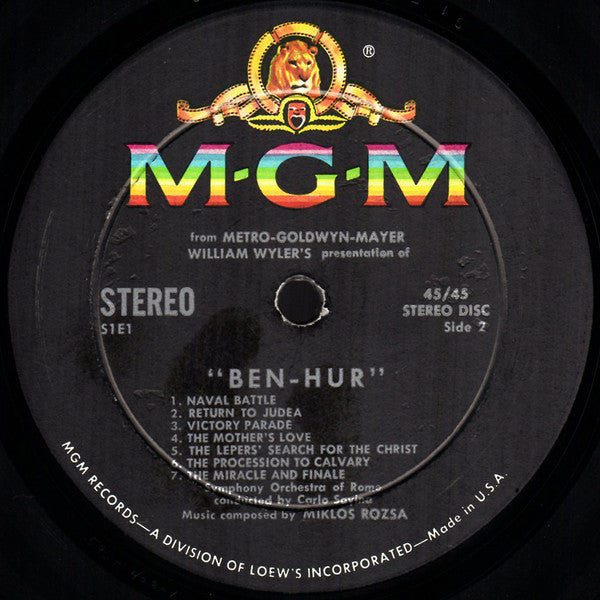 ®
M-G-M
from METRO-GOLDWYN-MAYER
WILLIAM WYLER'S presentation of
STEREO
S1E1
45/45
STEREO DISC
Side 2
"BEN-HUR"
1. NAVAL BATTLE
2. RETURN TO JUDEA
3. VICTORY PARADE
4. THE MOTHER'S LOVE
5. THE LEPERS' SEARCH FOR THE CHRIST
6. THE PROCESSION TO CALVARY
7. THE MIRACLE AND FINALE
Symphony Orchestra of Rome
conducted by Carlo Savina
Music composed by MIKLOS ROZSA
MGM RECORDS—A DIVISION OF LOEW'S INCORPORATED—Made in U.S.A.